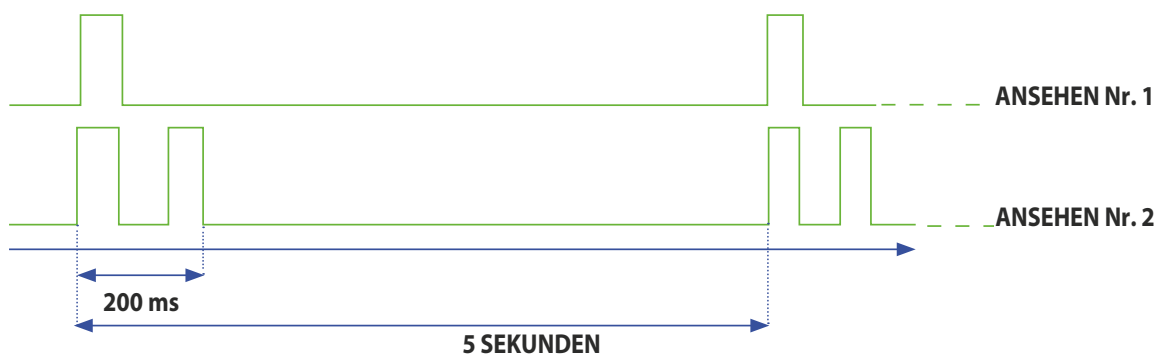 ANSEHEN Nr. 1
ANSEHEN Nr. 2
200 ms
5 SEKUNDEN